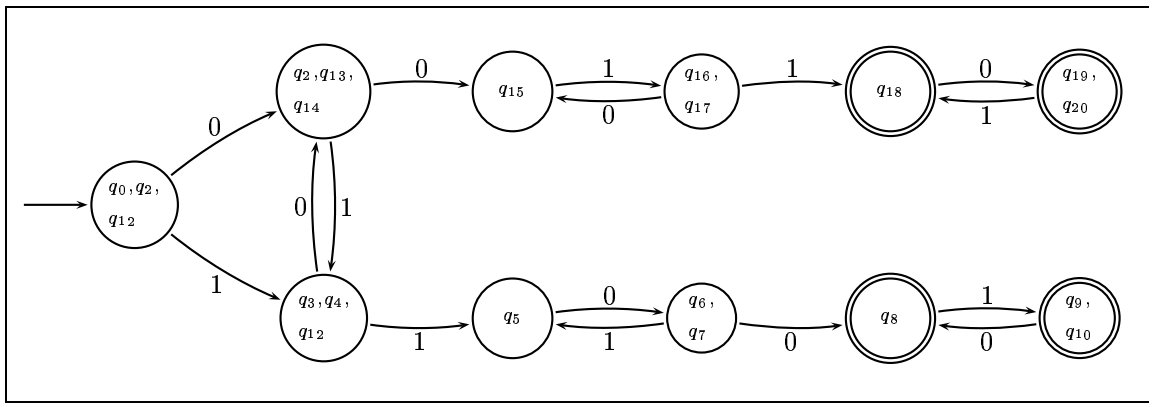 0 1 1 0
q2 ,q13 , q15 q16 , q18 q19 ,
q14 q17 q20
0 0 1
q0 ,q2 , 0 1
q12
1 0 1
q3 ,q4 , q5 q6 , q8 q9 ,
q12 q7 q10
1 1 0 0